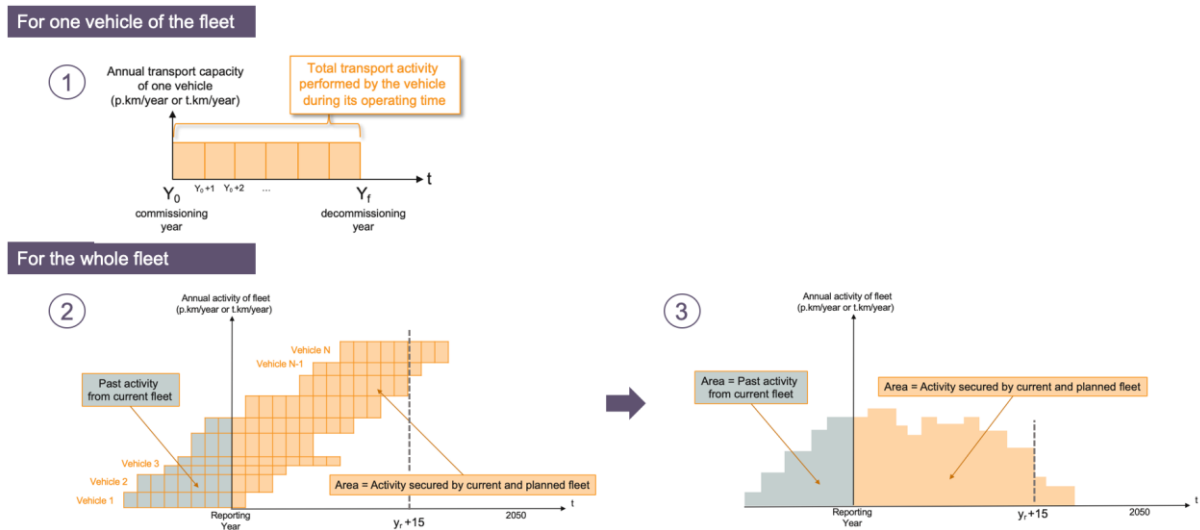 For one vehicle of the fleet
1
Annual transport capacity
of one vehicle
(p.km/year or t.km/year)
Total transport activity
performed by the vehicle
during its operating time
t
Y₀
Y₀+1
Y₀+2
...
Yf
commissioning
year
decommissioning
year
For the whole fleet
2
Annual activity of fleet
(p.km/year or t.km/year)
Vehicle N
Vehicle N-1
Past activity
from current fleet
Vehicle 3
Vehicle 2
Vehicle 1
Area = Activity secured by current and planned fleet
t
Reporting
Year
yr+15
2050
3
Annual activity of fleet
(p.km/year or t.km/year)
Area = Past activity
from current fleet
Area = Activity secured by current and planned fleet
t
Reporting
Year
yr+15
2050